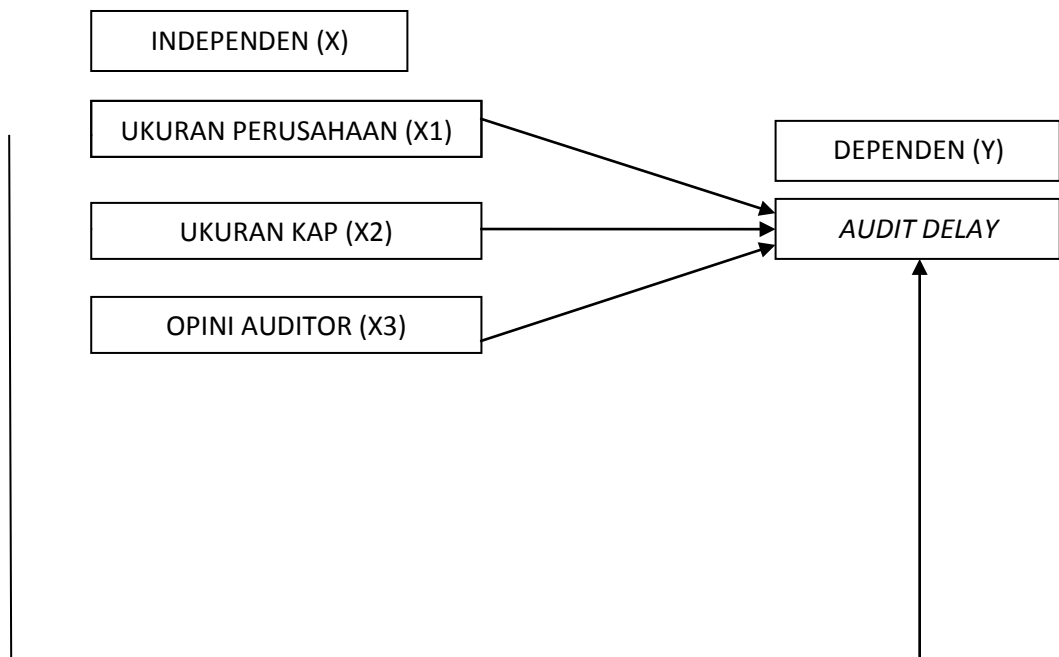 INDEPENDEN (X)
UKURAN PERUSAHAAN (X1)
UKURAN KAP (X2)
OPINI AUDITOR (X3)
DEPENDEN (Y)
AUDIT DELAY